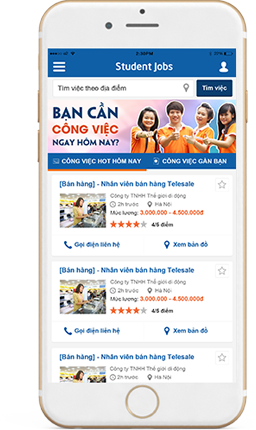 2:30PM
Student Jobs
Tìm việc theo địa điểm
Tìm việc
BẠN CẦN
CÔNG VIỆC
NGAY HÔM NAY?
CÔNG VIỆC HOT HÔM NAY
CÔNG VIỆC GẦN BẠN
[Bán hàng] - Nhân viên bán hàng Telesale
Công ty TNHH Thế giới di động
2h trước Hà Nội
Mức lương: 3.000.000 - 4.500.000đ
4/5 điểm
Gọi điện liên hệ Xem bản đồ
[Bán hàng] - Nhân viên bán hàng Telesale
Công ty TNHH Thế giới di động
2h trước Hà Nội
Mức lương: 3.000.000 - 4.500.000đ
4/5 điểm
Gọi điện liên hệ Xem bản đồ
[Bán hàng] - Nhân viên bán hàng Telesale
Công ty TNHH Thế giới di động
2h trước Hà Nội